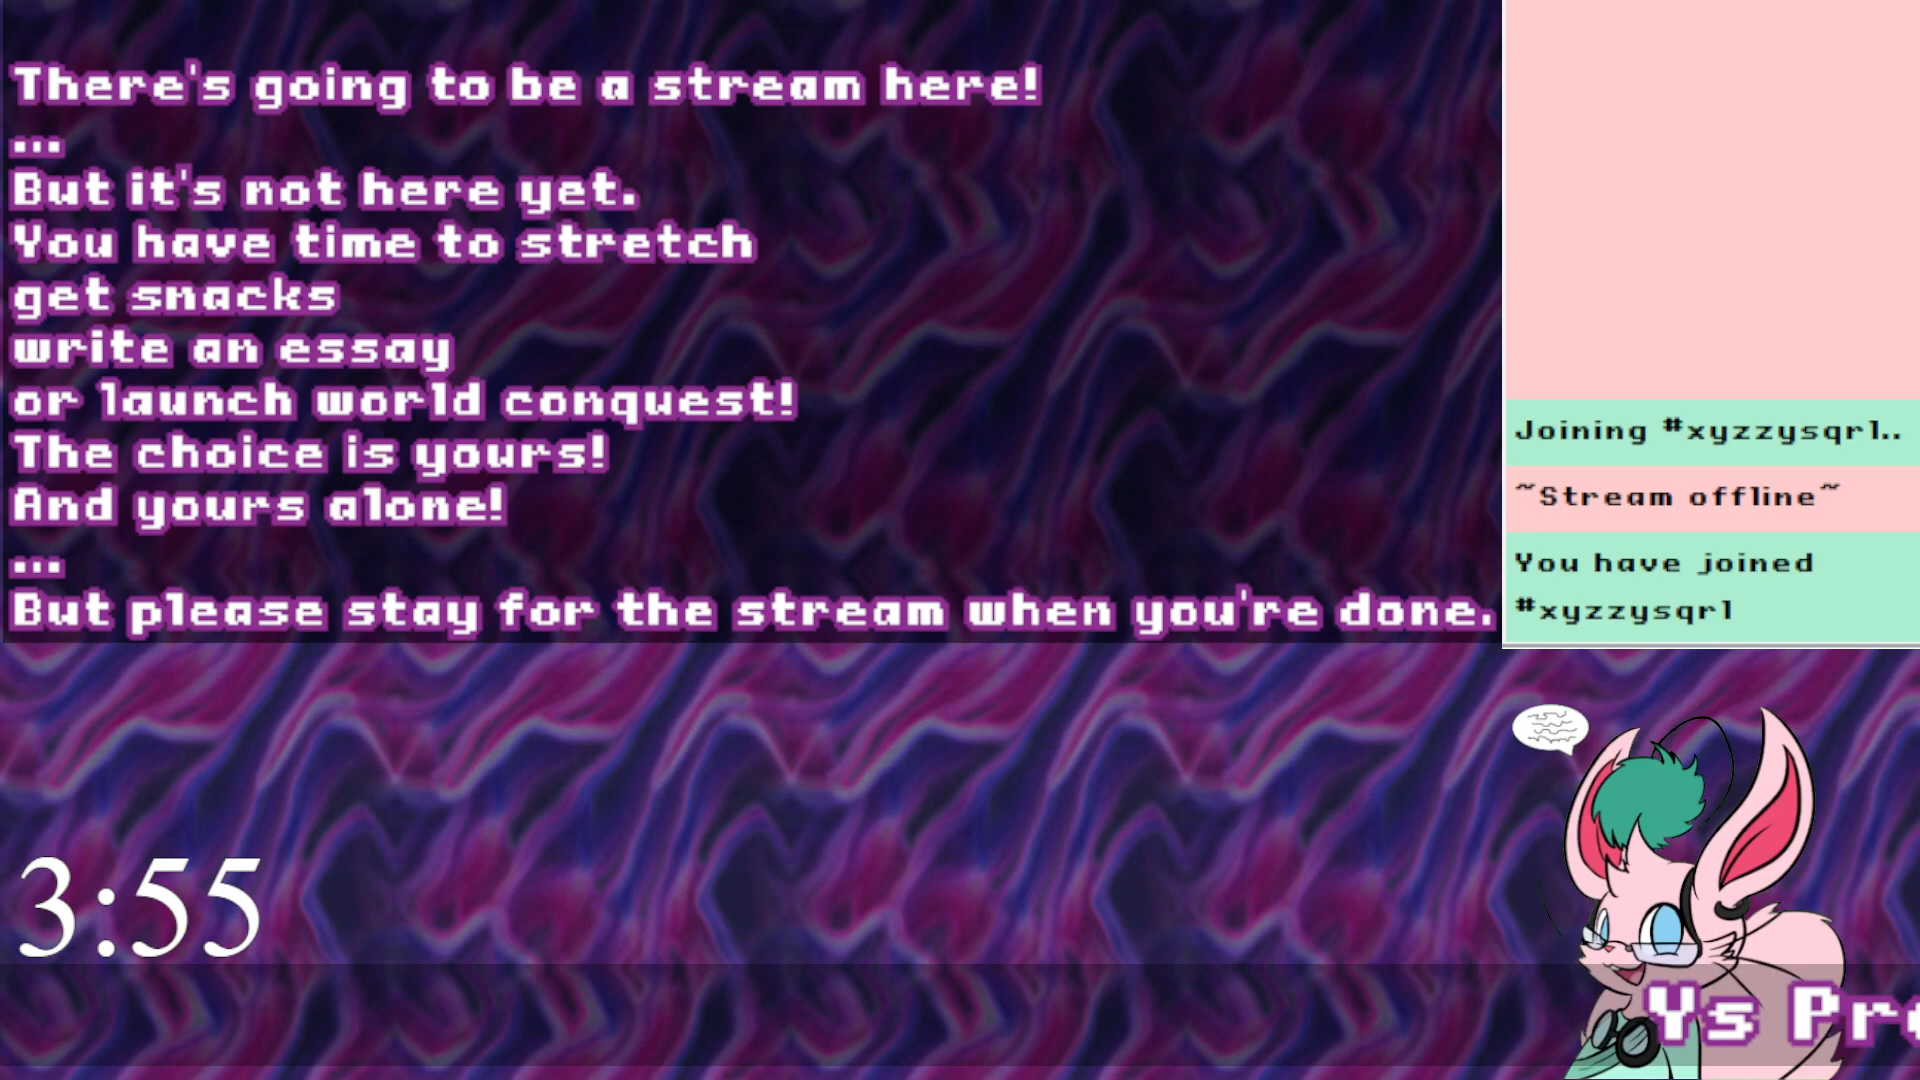 There's going to be a stream here!
...
But it's not here yet.
You have time to stretch
get snacks
write an essay
or launch world conquest!
The choice is yours!
And yours alone!
...
But please stay for the stream when you're done.
Joining #xyzzysqrl..
~Stream offline~
You have joined
#xyzzysqrl
3:55
Ys